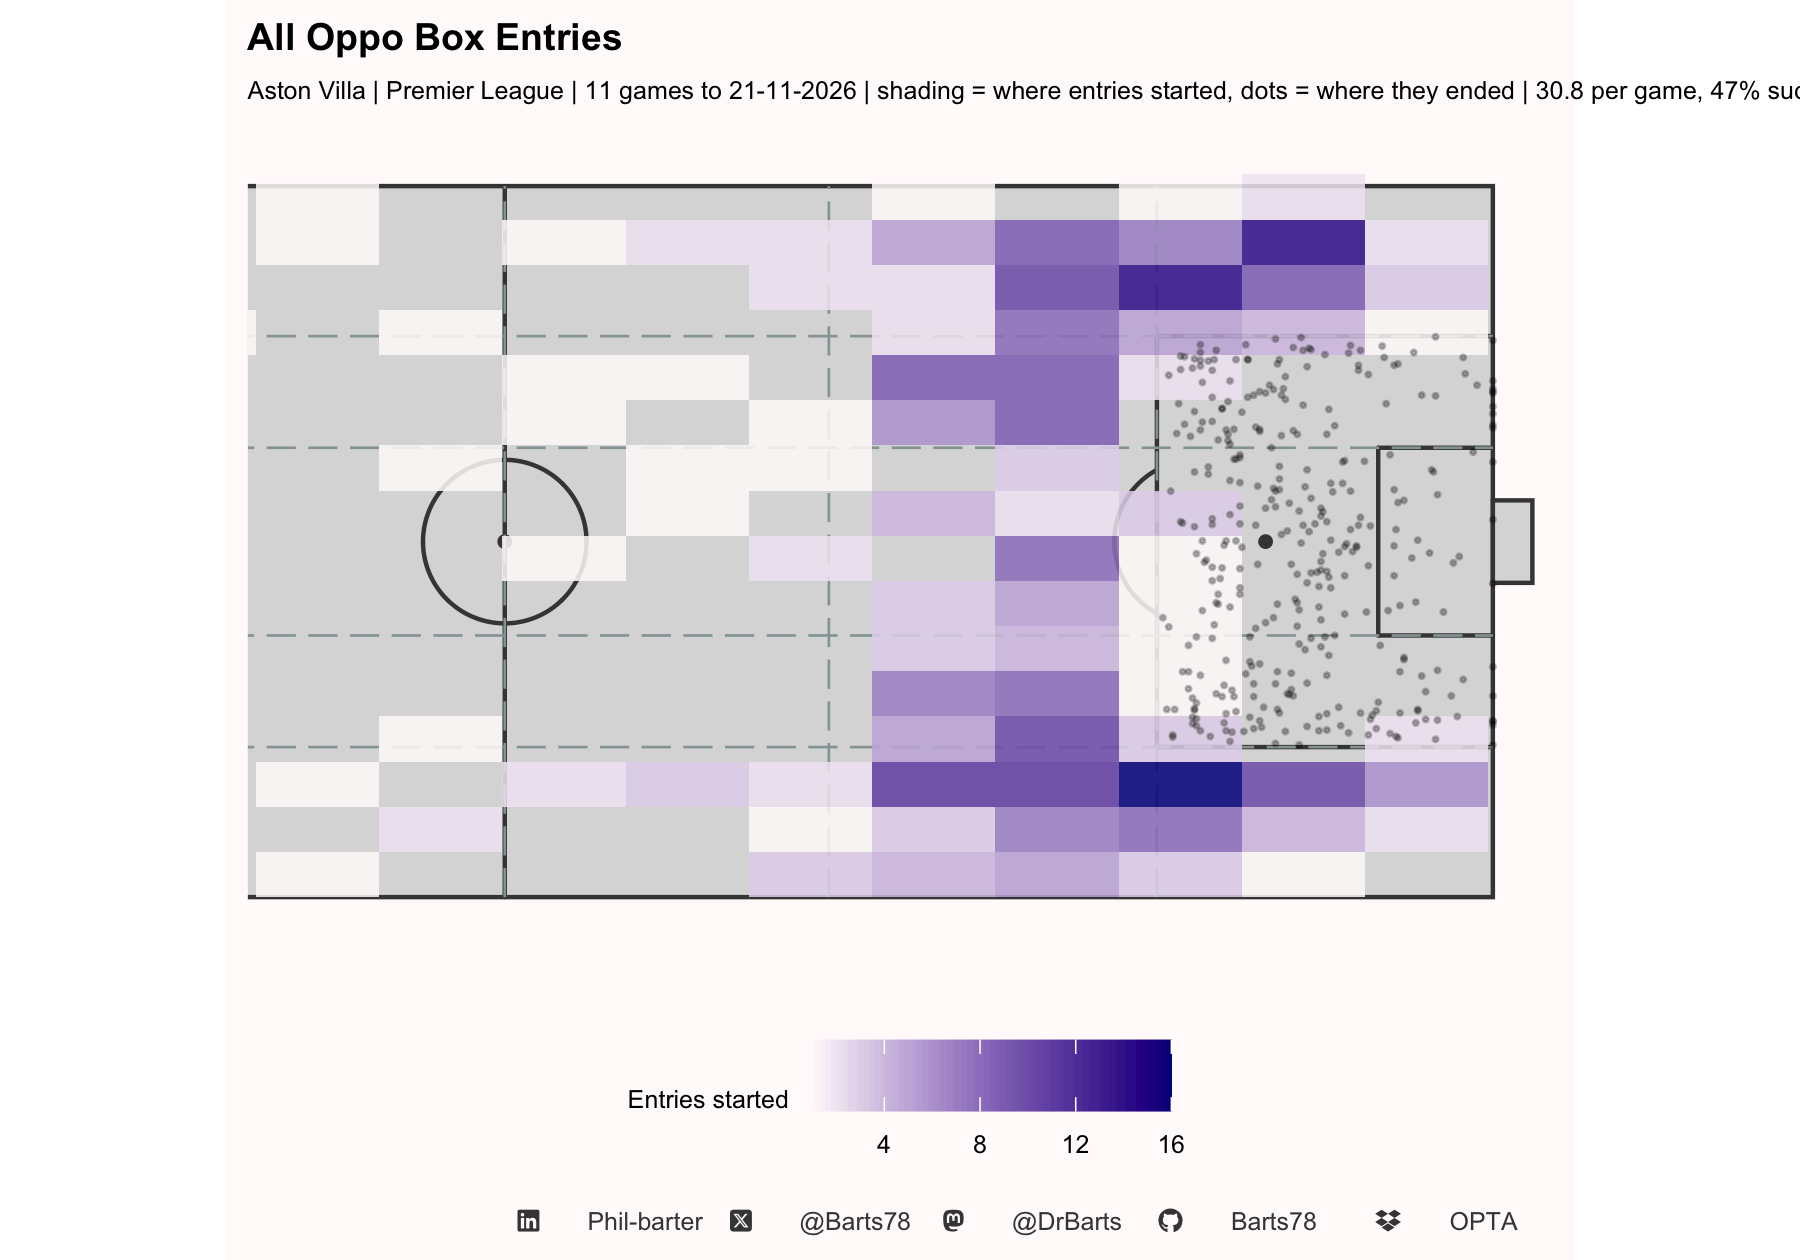 All Oppo Box Entries
Aston Villa | Premier League | 11 games to 21-11-2026 | shading = where entries started, dots = where they ended | 30.8 per game, 47% suc
Entries started
4 8 12 16
Phil-barter @Barts78 @DrBarts Barts78 OPTA